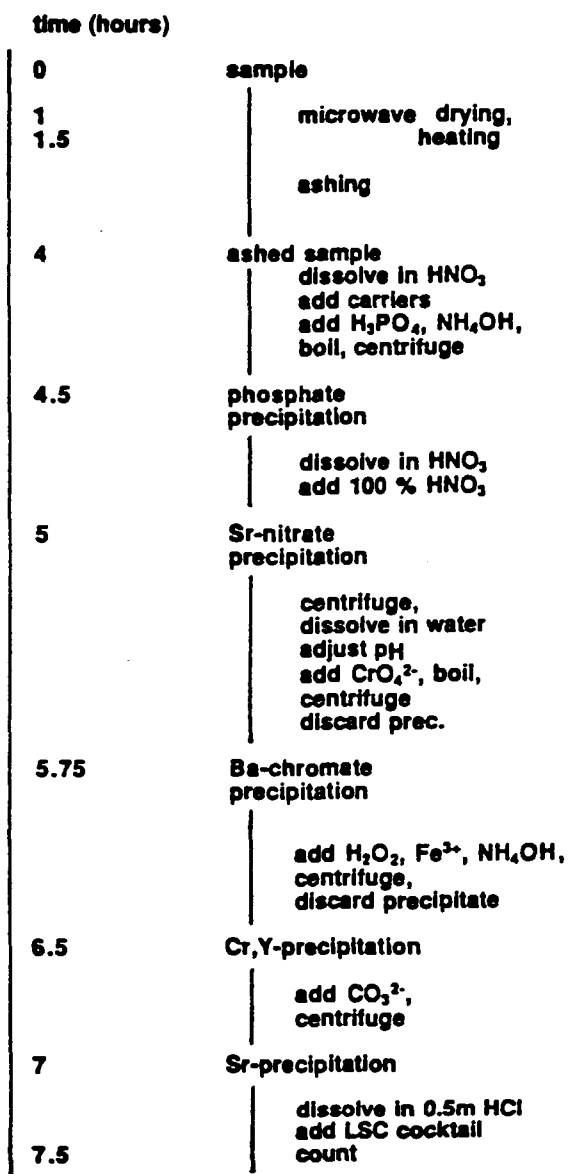 time (hours)
0 sample
1 microwave drying,
1.5 heating
ashing
4 ashed sample
dissolve in HNO₃
add carriers
add H₃PO₄, NH₄OH,
boil, centrifuge
4.5 phosphate
precipitation
dissolve in HNO₃
add 100 % HNO₃
5 Sr-nitrate
precipitation
centrifuge,
dissolve in water
adjust pH
add CrO₄²⁻, boil,
centrifuge
discard prec.
5.75 Ba-chromate
precipitation
add H₂O₂, Fe³⁺, NH₄OH,
centrifuge,
discard precipitate
6.5 Cr,Y-precipitation
add CO₃²⁻,
centrifuge
7 Sr-precipitation
dissolve in 0.5m HCl
add LSC cocktail
7.5 count